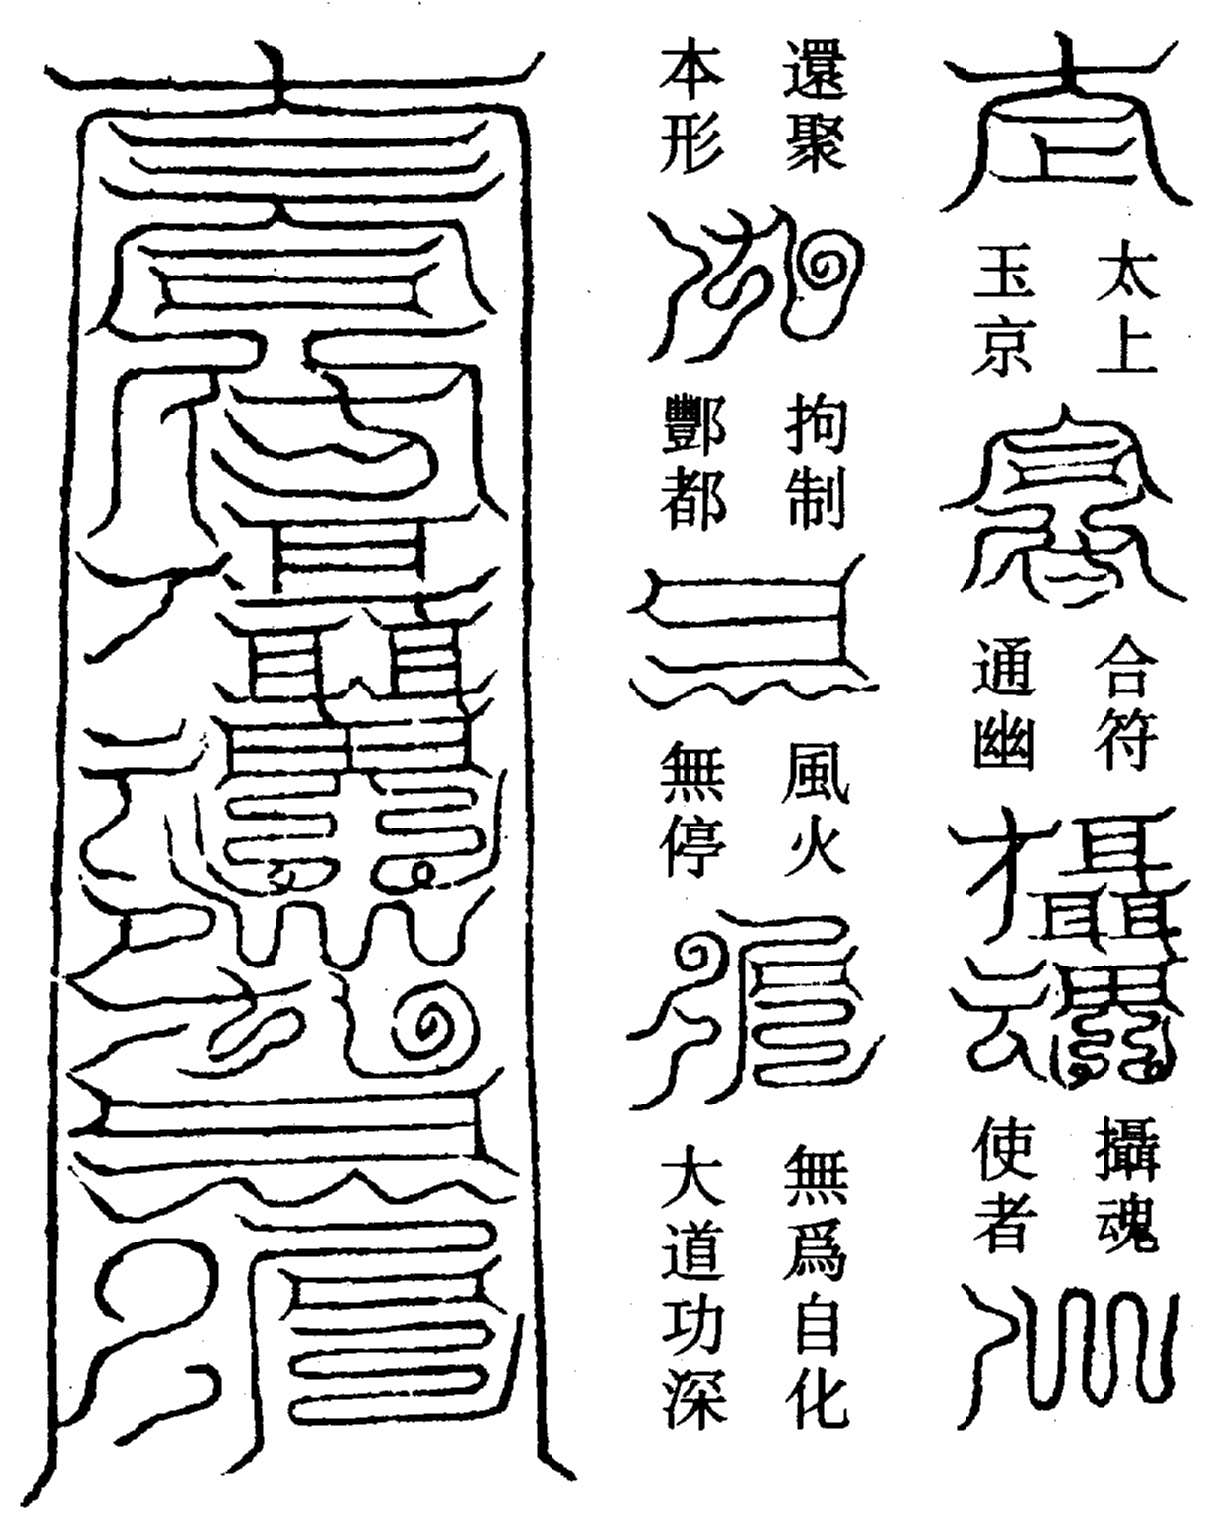 太上
玉京
合符
通幽
攝魂
使者
還聚
本形
拘制
酆都
風火
無停
無爲自化
大道功深